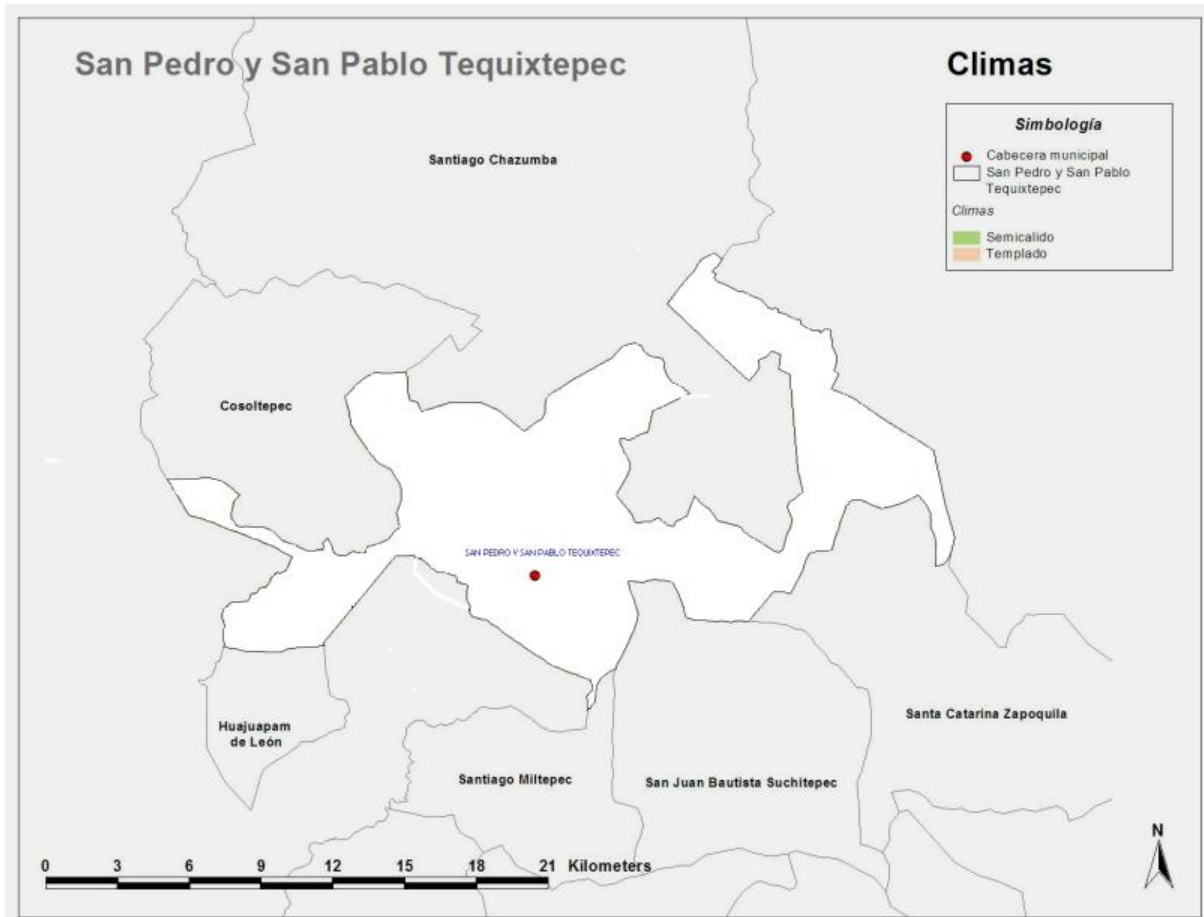 San Pedro y San Pablo Tequixtepec
Climas
Simbología
Cabecera municipal
San Pedro y San Pablo
Tequixtepec
Climas
Semicalido
Templado
Santiago Chazumba
Cosoltepec
SAN PEDRO Y SAN PABLO TEQUIXTEPEC
Huajuapam
de León
Santiago Miltepec
San Juan Bautista Suchitepec
Santa Catarina Zapoquila
0 3 6 9 12 15 18 21 Kilometers
N